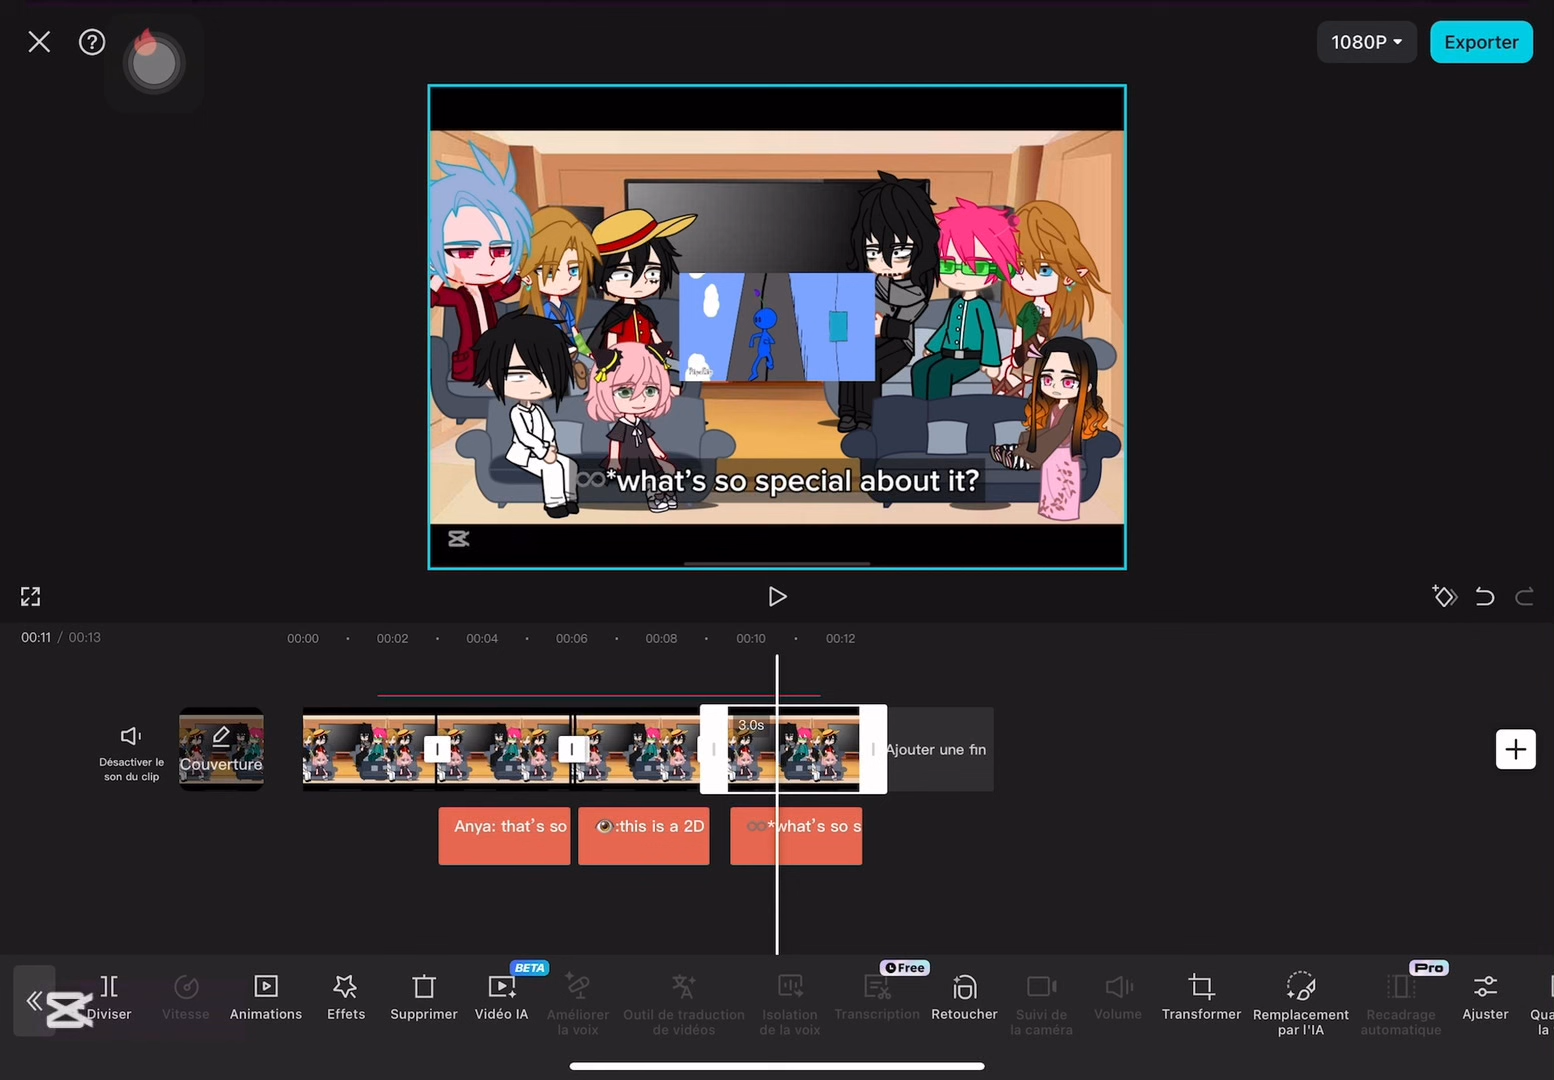 1080P
Exporter
∞*what’s so special about it?
00:11 / 00:13
00:00
00:02
00:04
00:06
00:08
00:10
00:12
Désactiver le
son du clip
Couverture
3.0s
Ajouter une fin
Anya: that’s so
👁:this is a 2D
∞*what’s so s
BETA
Free
Pro
Diviser
Vitesse
Animations
Effets
Supprimer
Vidéo IA
Améliorer
la voix
Outil de traduction
de vidéos
Isolation
de la voix
Transcription
Retoucher
Suivi de
la caméra
Volume
Transformer
Remplacement
par l'IA
Recadrage
automatique
Ajuster
Qua
la